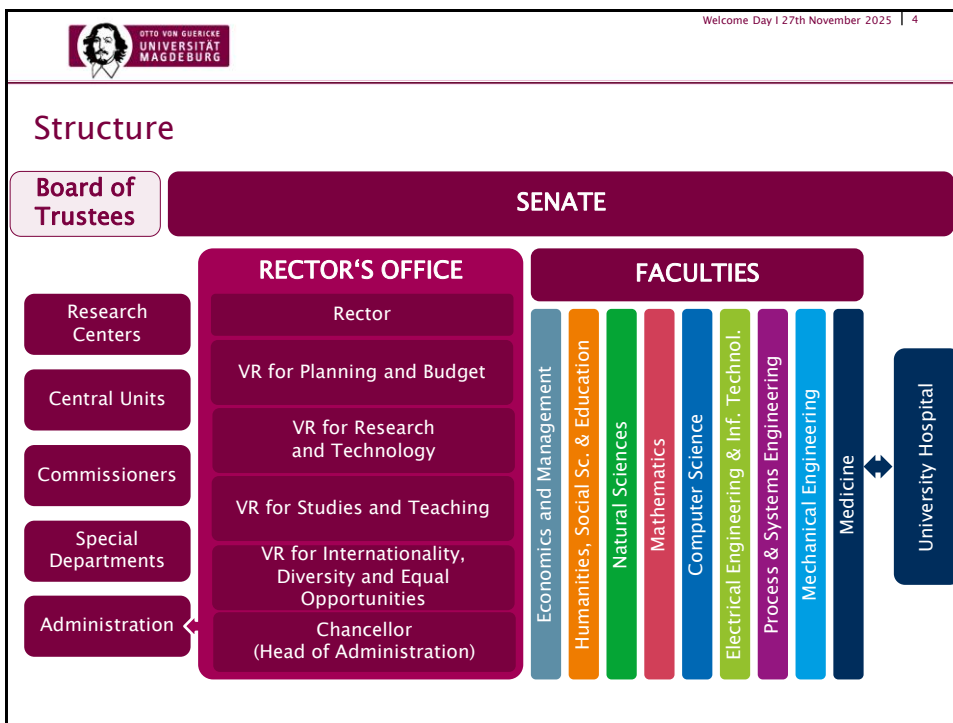 Welcome Day I 27th November 2025 | 4
OTTO VON GUERICKE
UNIVERSITÄT
MAGDEBURG
Structure
Board of
Trustees
SENATE
Research
Centers
Central Units
Commissioners
Special
Departments
Administration
RECTOR‘S OFFICE
Rector
VR for Planning and Budget
VR for Research
and Technology
VR for Studies and Teaching
VR for Internationality,
Diversity and Equal
Opportunities
Chancellor
(Head of Administration)
FACULTIES
Economics and Management
Humanities, Social Sc. & Education
Natural Sciences
Mathematics
Computer Science
Electrical Engineering & Inf. Technol.
Process & Systems Engineering
Mechanical Engineering
Medicine
University Hospital